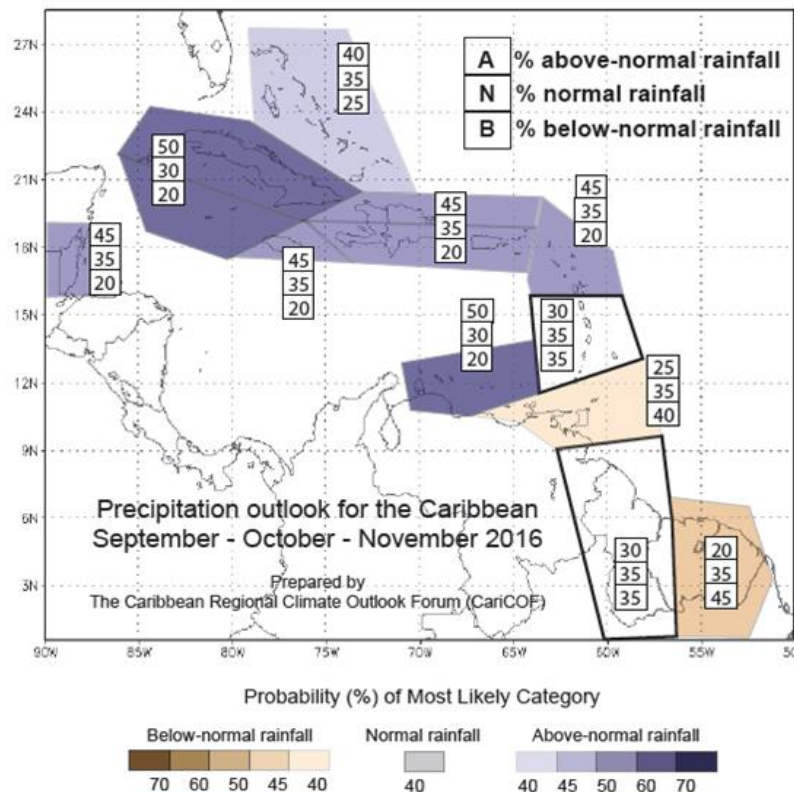 27N
24N
21N
18N
15N
12N
9N
6N
3N
90W
85W
80W
75W
70W
65W
60W
55W
50
A % above-normal rainfall
N % normal rainfall
B % below-normal rainfall
40
35
25
50
30
20
45
35
20
45
35
20
45
35
20
45
35
20
50
30
20
30
35
35
25
35
40
30
35
35
20
35
45
Precipitation outlook for the Caribbean
September - October - November 2016
Prepared by
The Caribbean Regional Climate Outlook Forum (CariCOF)
Probability (%) of Most Likely Category
Below-normal rainfall
70 60 50 45 40
Normal rainfall
40
Above-normal rainfall
40 45 50 60 70